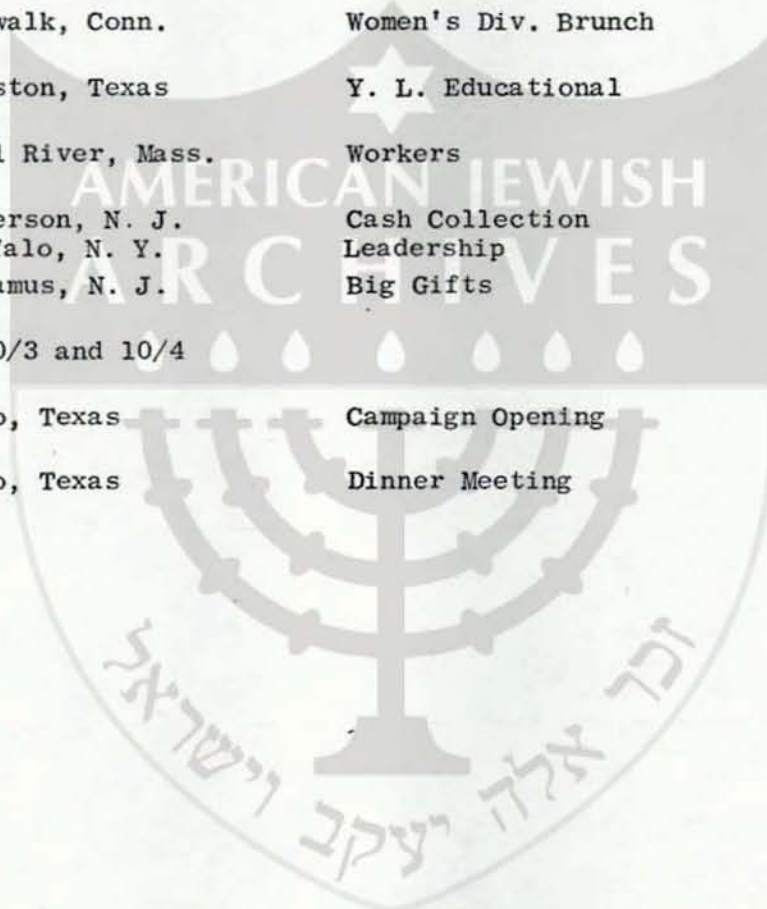 walk, Conn. Women's Div. Brunch
ston, Texas Y. L. Educational
l River, Mass. Workers
erson, N. J. Cash Collection
falo, N. Y. Leadership
amus, N. J. Big Gifts
0/3 and 10/4
o, Texas Campaign Opening
o, Texas Dinner Meeting
AMERICAN JEWISH
ARCHIVES
זכר אלה יעקב וישראל